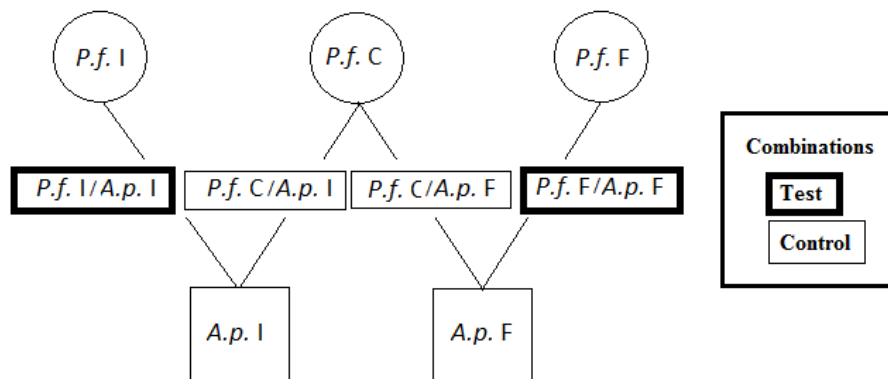 P.f. I
P.f. C
P.f. F
P.f. I/A.p. I
P.f. C/A.p. I
P.f. C/A.p. F
P.f. F/A.p. F
A.p. I
A.p. F
Combinations
Test
Control